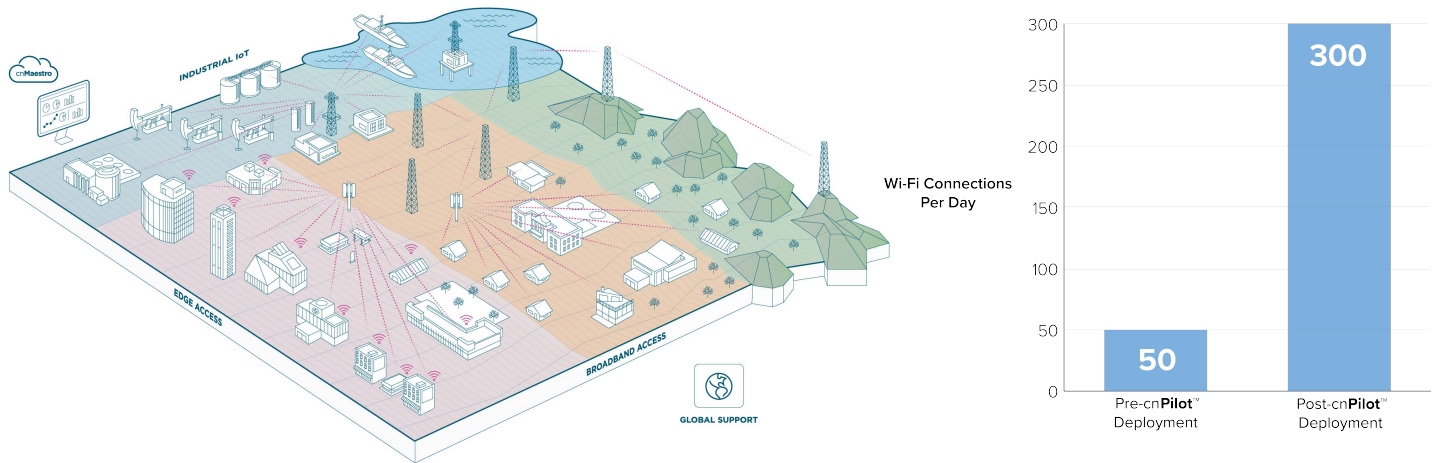 cnMaestro
INDUSTRIAL IoT
EDGE ACCESS
BROADBAND ACCESS
GLOBAL SUPPORT
Wi-Fi Connections
Per Day
300
250
200
150
100
50
0
50
300
Pre-cnPilot™
Deployment
Post-cnPilot™
Deployment